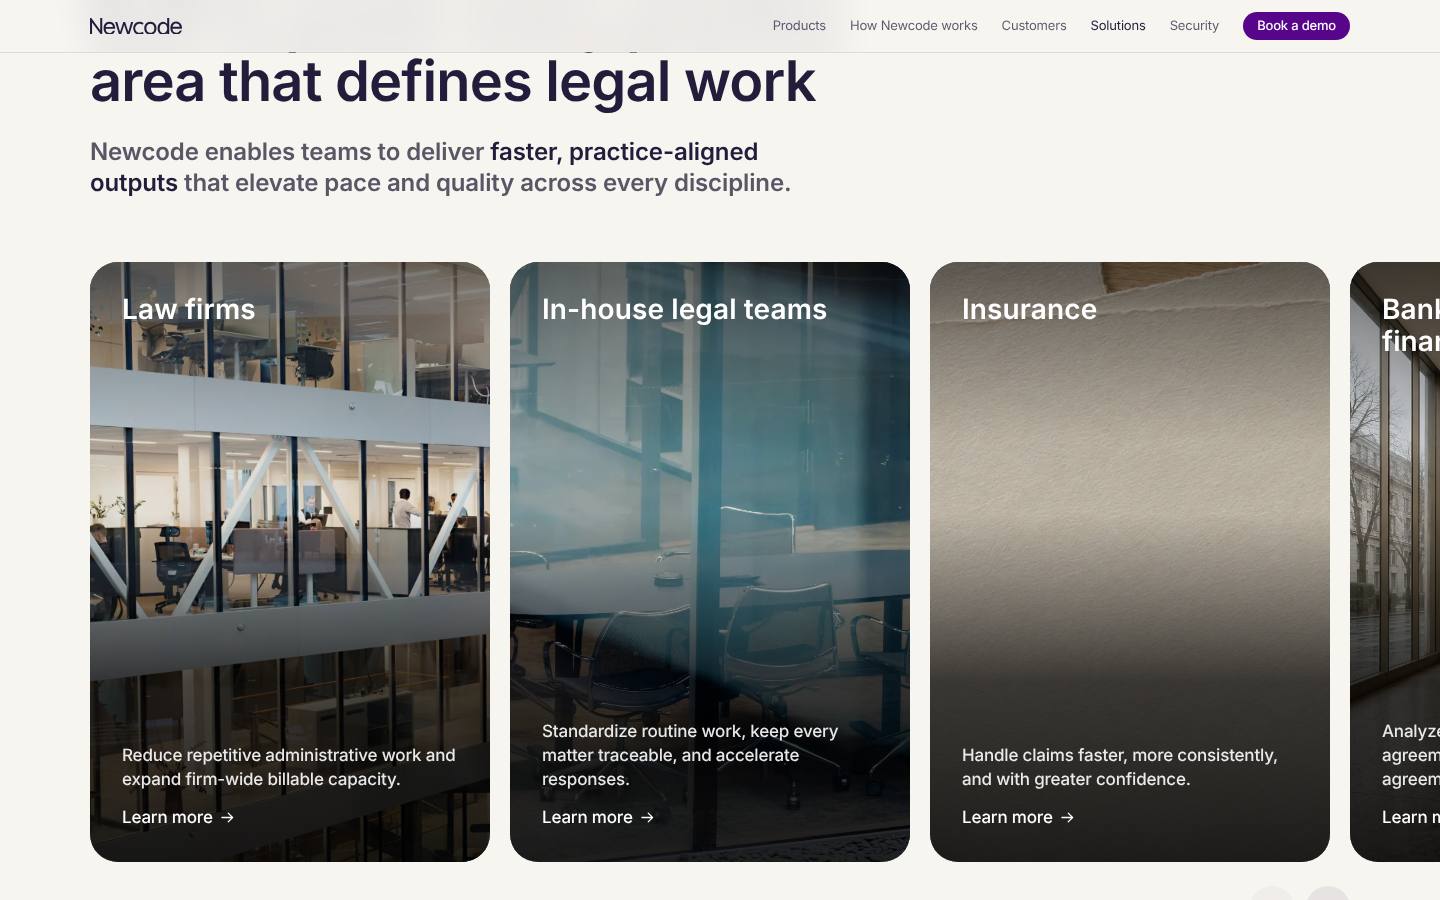 Newcode
Products
How Newcode works
Customers
Solutions
Security
Book a demo
area that defines legal work
Newcode enables teams to deliver faster, practice-aligned
outputs that elevate pace and quality across every discipline.
Law firms
Reduce repetitive administrative work and
expand firm-wide billable capacity.
Learn more →
In-house legal teams
Standardize routine work, keep every
matter traceable, and accelerate
responses.
Learn more →
Insurance
Handle claims faster, more consistently,
and with greater confidence.
Learn more →
Learn